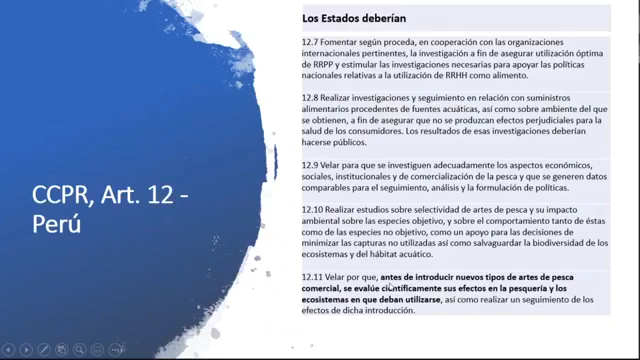 CCPR, Art. 12 -
Perú
Los Estados deberían
12.7 Fomentar según proceda, en cooperación con las organizaciones
internacionales pertinentes, la investigación a fin de asegurar utilización óptima
de RRPP y estimular las investigaciones necesarias para apoyar las políticas
nacionales relativas a la utilización de RRHH como alimento.
12.8 Realizar investigaciones y seguimiento en relación con suministros
alimentarios procedentes de fuentes acuáticas, así como sobre ambiente del que
se obtienen, a fin de asegurar que no se produzcan efectos perjudiciales para la
salud de los consumidores. Los resultados de esas investigaciones deberían
hacerse públicos.
12.9 Velar para que se investiguen adecuadamente los aspectos económicos,
sociales, institucionales y de comercialización de la pesca y que se generen datos
comparables para el seguimiento, análisis y la formulación de políticas.
12.10 Realizar estudios sobre selectividad de artes de pesca y su impacto
ambiental sobre las especies objetivo, y sobre el comportamiento tanto de éstas
como de las especies no objetivo, como un apoyo para las decisiones de
minimizar las capturas no utilizadas así como salvaguardar la biodiversidad de los
ecosistemas y del hábitat acuático.
12.11 Velar por que, antes de introducir nuevos tipos de artes de pesca
comercial, se evalúe científicamente sus efectos en la pesquería y los
ecosistemas en que deban utilizarse, así como realizar un seguimiento de los
efectos de dicha introducción.